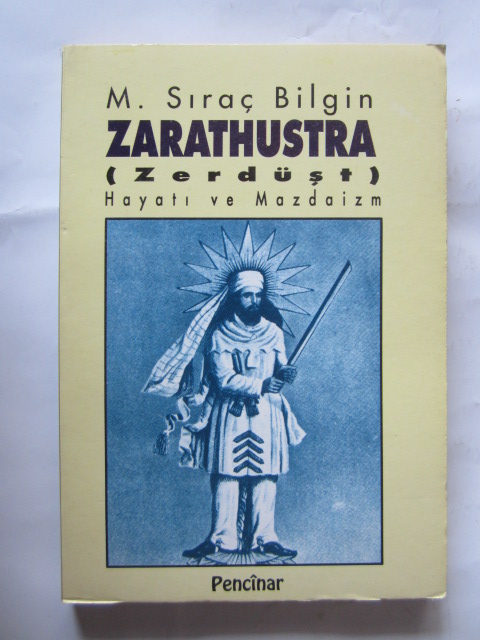 M. Sıraç Bilgin
ZARATHUSTRA
(Zerdüşt)
Hayatı ve Mazdaizm
Pencînar